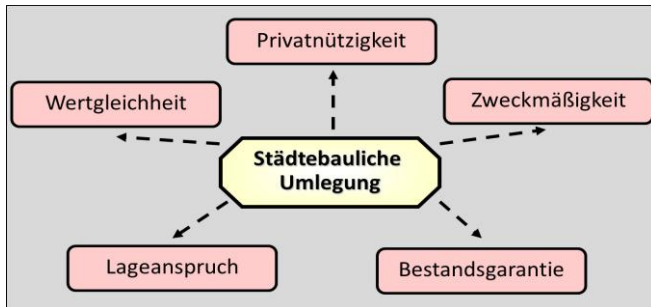 Privatnützigkeit
Wertgleichheit
Zweckmäßigkeit
Städtebauliche
Umlegung
Lageanspruch
Bestandsgarantie